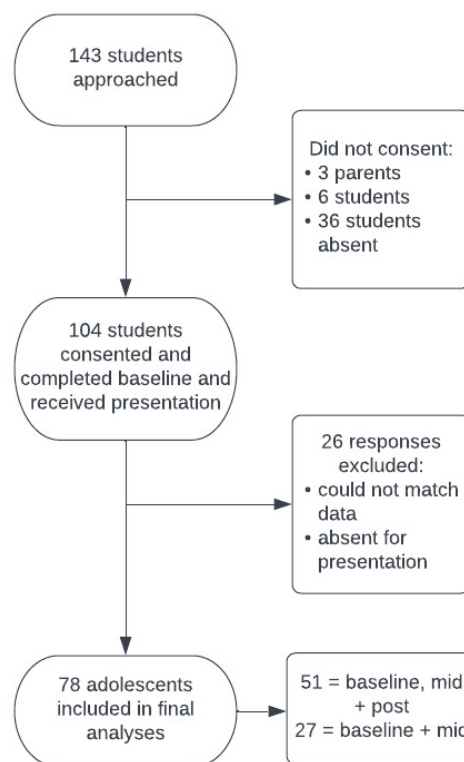 143 students
approached
Did not consent:
• 3 parents
• 6 students
• 36 students
absent
104 students
consented and
completed baseline and
received presentation
26 responses
excluded:
• could not match
data
• absent for
presentation
78 adolescents
included in final
analyses
51 = baseline, mid
+ post
27 = baseline + mid